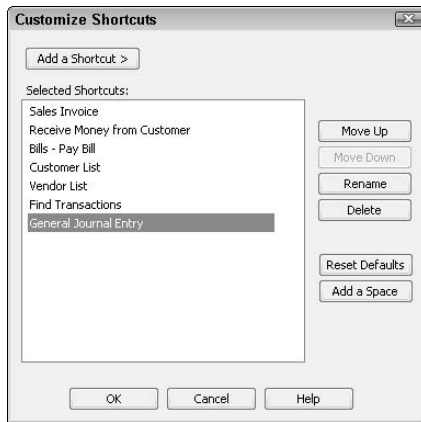 Customize Shortcuts
Add a Shortcut >
Selected Shortcuts:
Sales Invoice
Receive Money from Customer
Bills - Pay Bill
Customer List
Vendor List
Find Transactions
General Journal Entry
Move Up
Move Down
Rename
Delete
Reset Defaults
Add a Space
OK
Cancel
Help